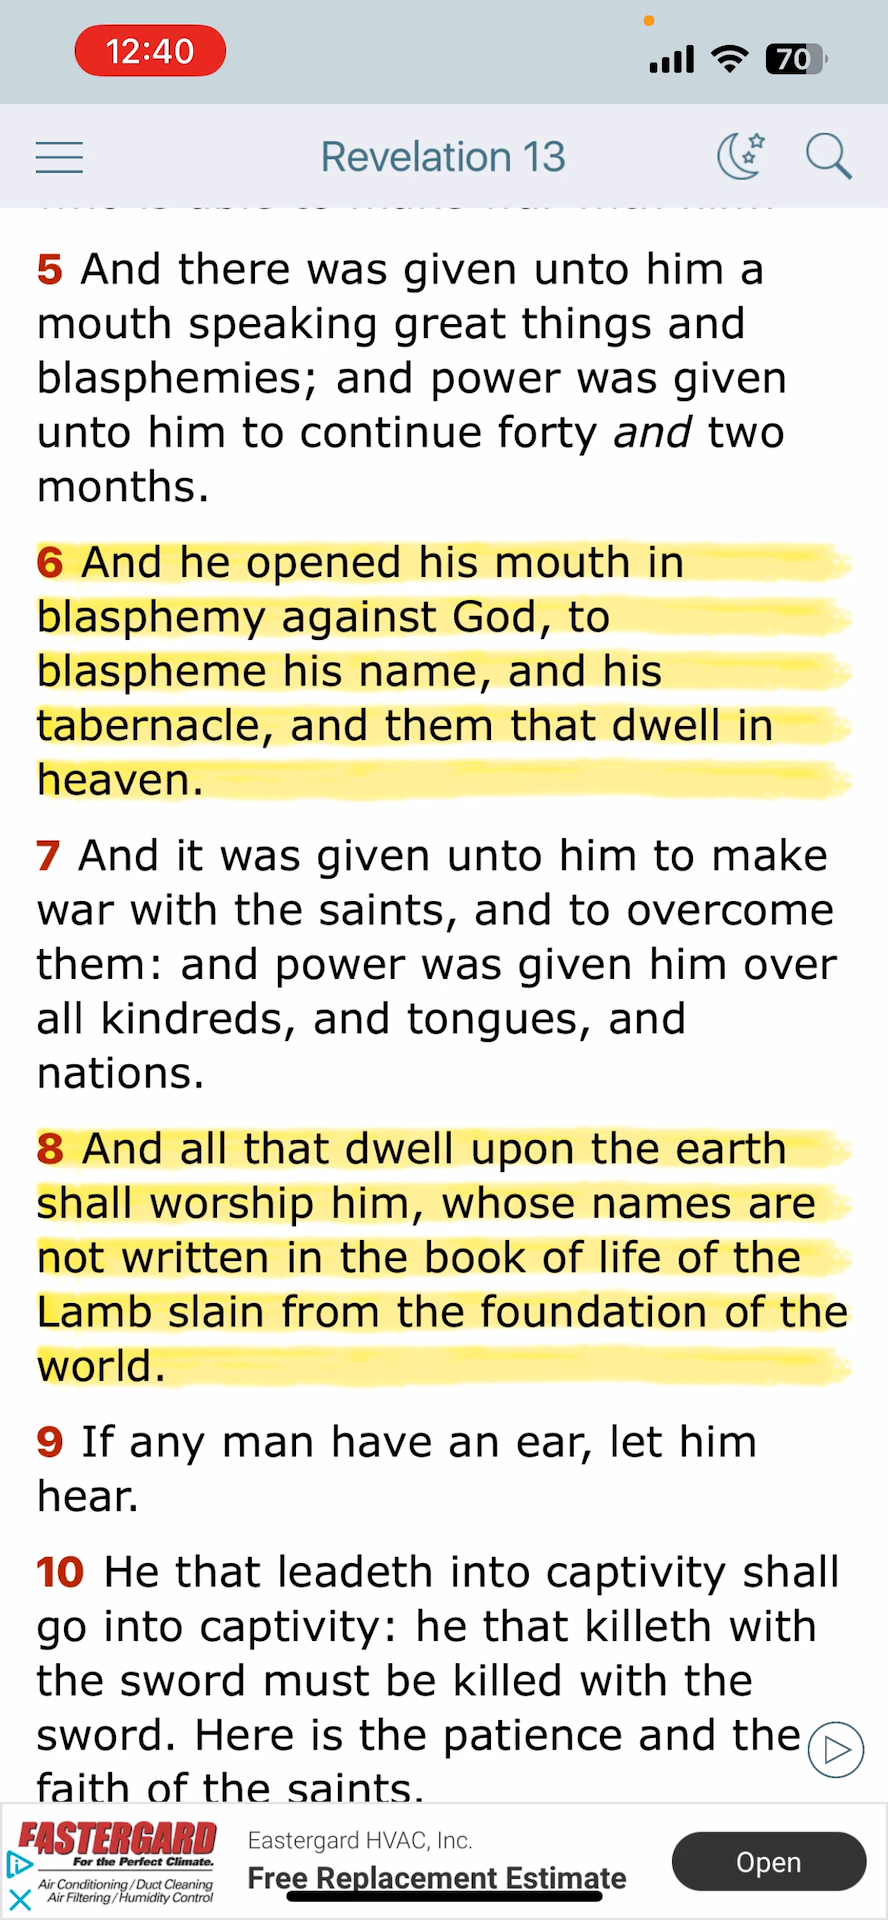 12:40
70
Revelation 13
5 And there was given unto him a
mouth speaking great things and
blasphemies; and power was given
unto him to continue forty and two
months.
6 And he opened his mouth in
blasphemy against God, to
blaspheme his name, and his
tabernacle, and them that dwell in
heaven.
7 And it was given unto him to make
war with the saints, and to overcome
them: and power was given him over
all kindreds, and tongues, and
nations.
8 And all that dwell upon the earth
shall worship him, whose names are
not written in the book of life of the
Lamb slain from the foundation of the
world.
9 If any man have an ear, let him
hear.
10 He that leadeth into captivity shall
go into captivity: he that killeth with
the sword must be killed with the
sword. Here is the patience and the
faith of the saints.
EASTERGARD
For the Perfect Climate.
Air Conditioning/Duct Cleaning
Air Filtering/Humidity Control
Eastergard HVAC, Inc.
Free Replacement Estimate
Open